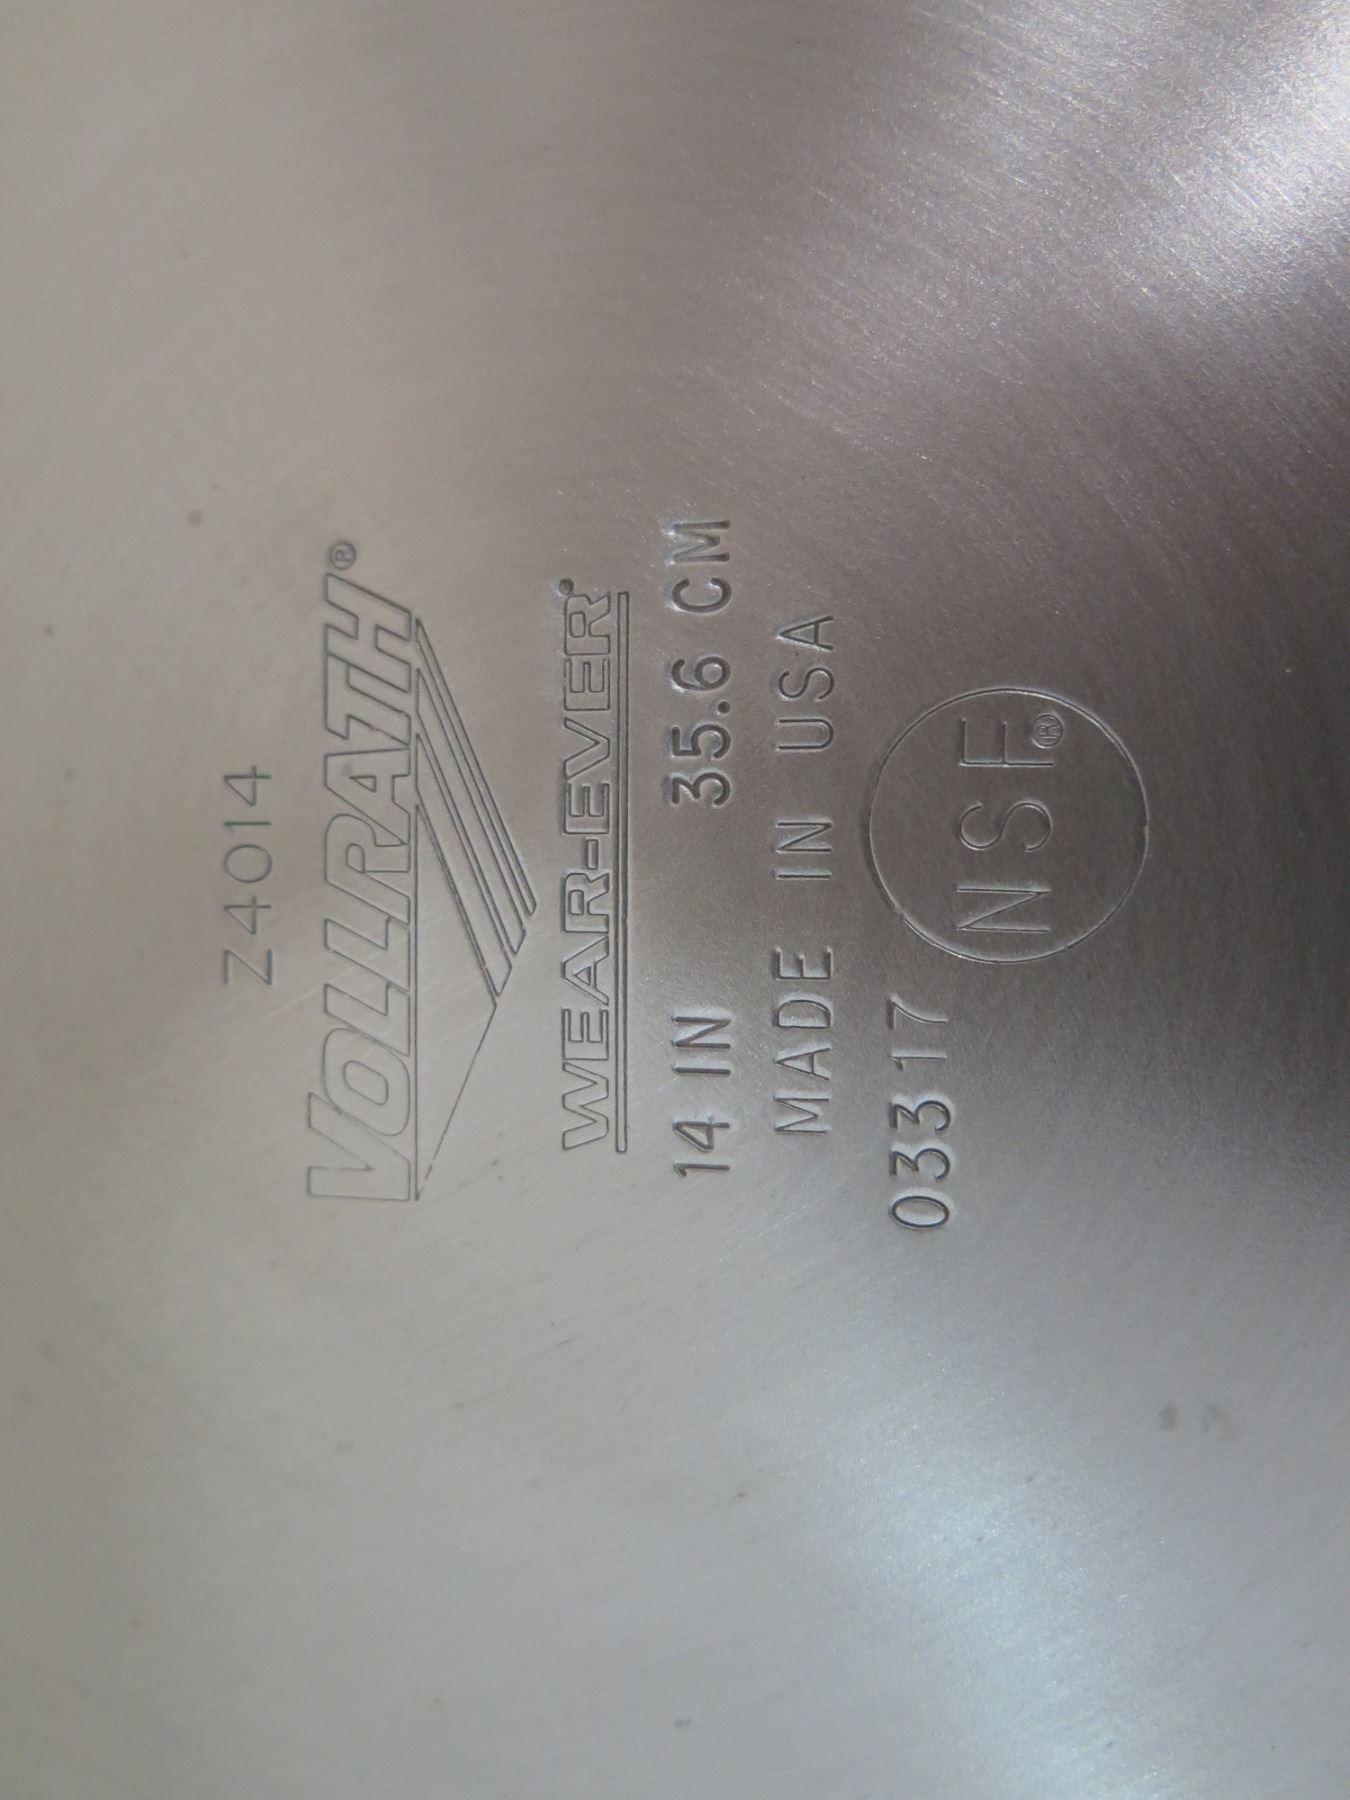 Z4014
VOLLRATH®
WEAR-EVER®
14 IN 35.6 CM
MADE IN USA
03317 NSF®